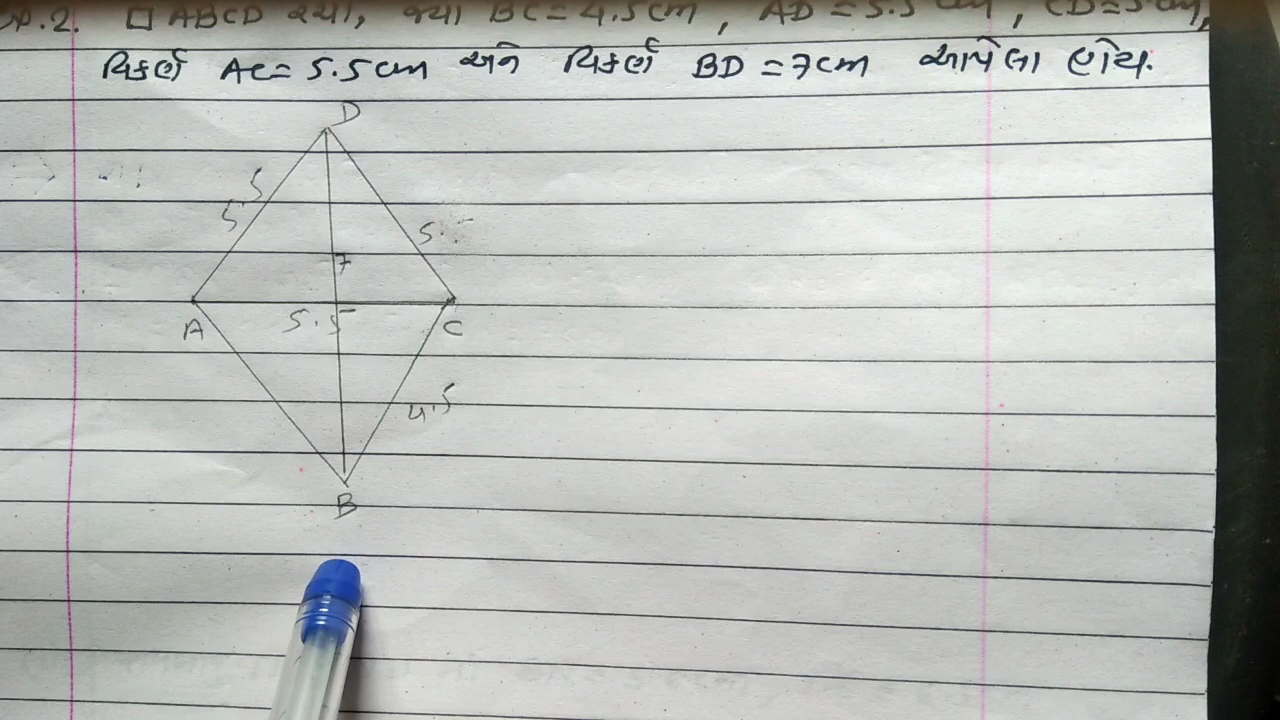 □ ABCD રચો, જ્યાં BC = 4.5 cm, AD = 5.5 cm, CD = 5 cm,
વિકર્ણ AC = 5.5 cm અને વિકર્ણ BD = 7 cm આપેલા હોય.
D
5.5
5
7
A
5.5
C
4.5
B